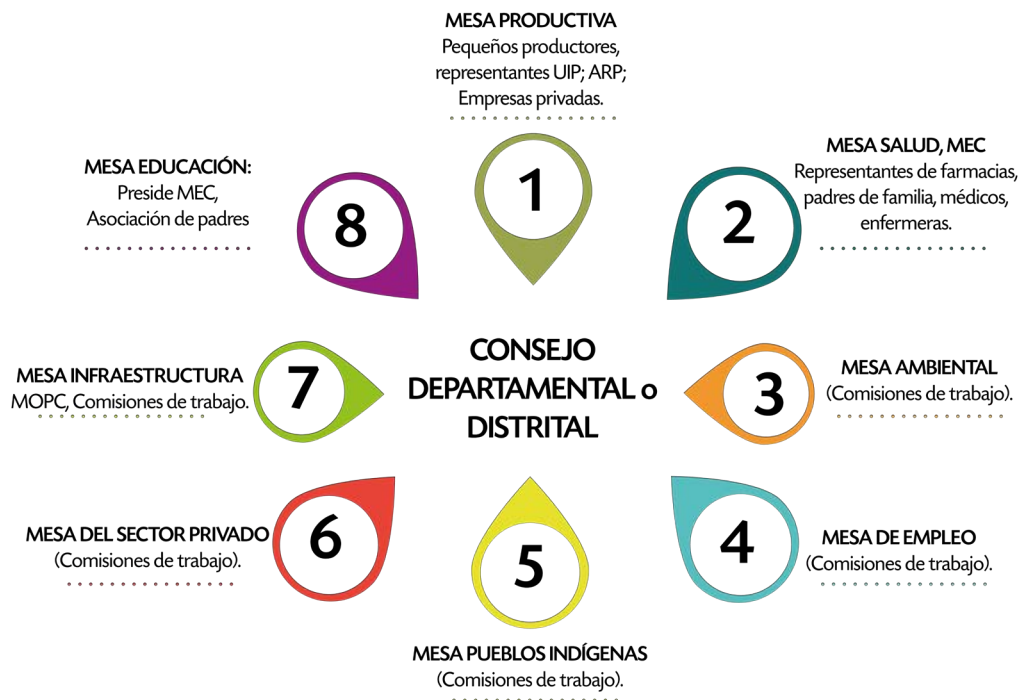 MESA PRODUCTIVA
Pequeños productores,
representantes UIP; ARP;
Empresas privadas.
1
MESA SALUD, MEC
Representantes de farmacias,
padres de familia, médicos,
enfermeras.
2
MESA AMBIENTAL
(Comisiones de trabajo).
3
MESA DE EMPLEO
(Comisiones de trabajo).
4
MESA PUEBLOS INDÍGENAS
(Comisiones de trabajo).
5
MESA DEL SECTOR PRIVADO
(Comisiones de trabajo).
6
MESA INFRAESTRUCTURA
MOPC, Comisiones de trabajo.
7
MESA EDUCACIÓN:
Preside MEC,
Asociación de padres
8
CONSEJO
DEPARTAMENTAL o
DISTRITAL